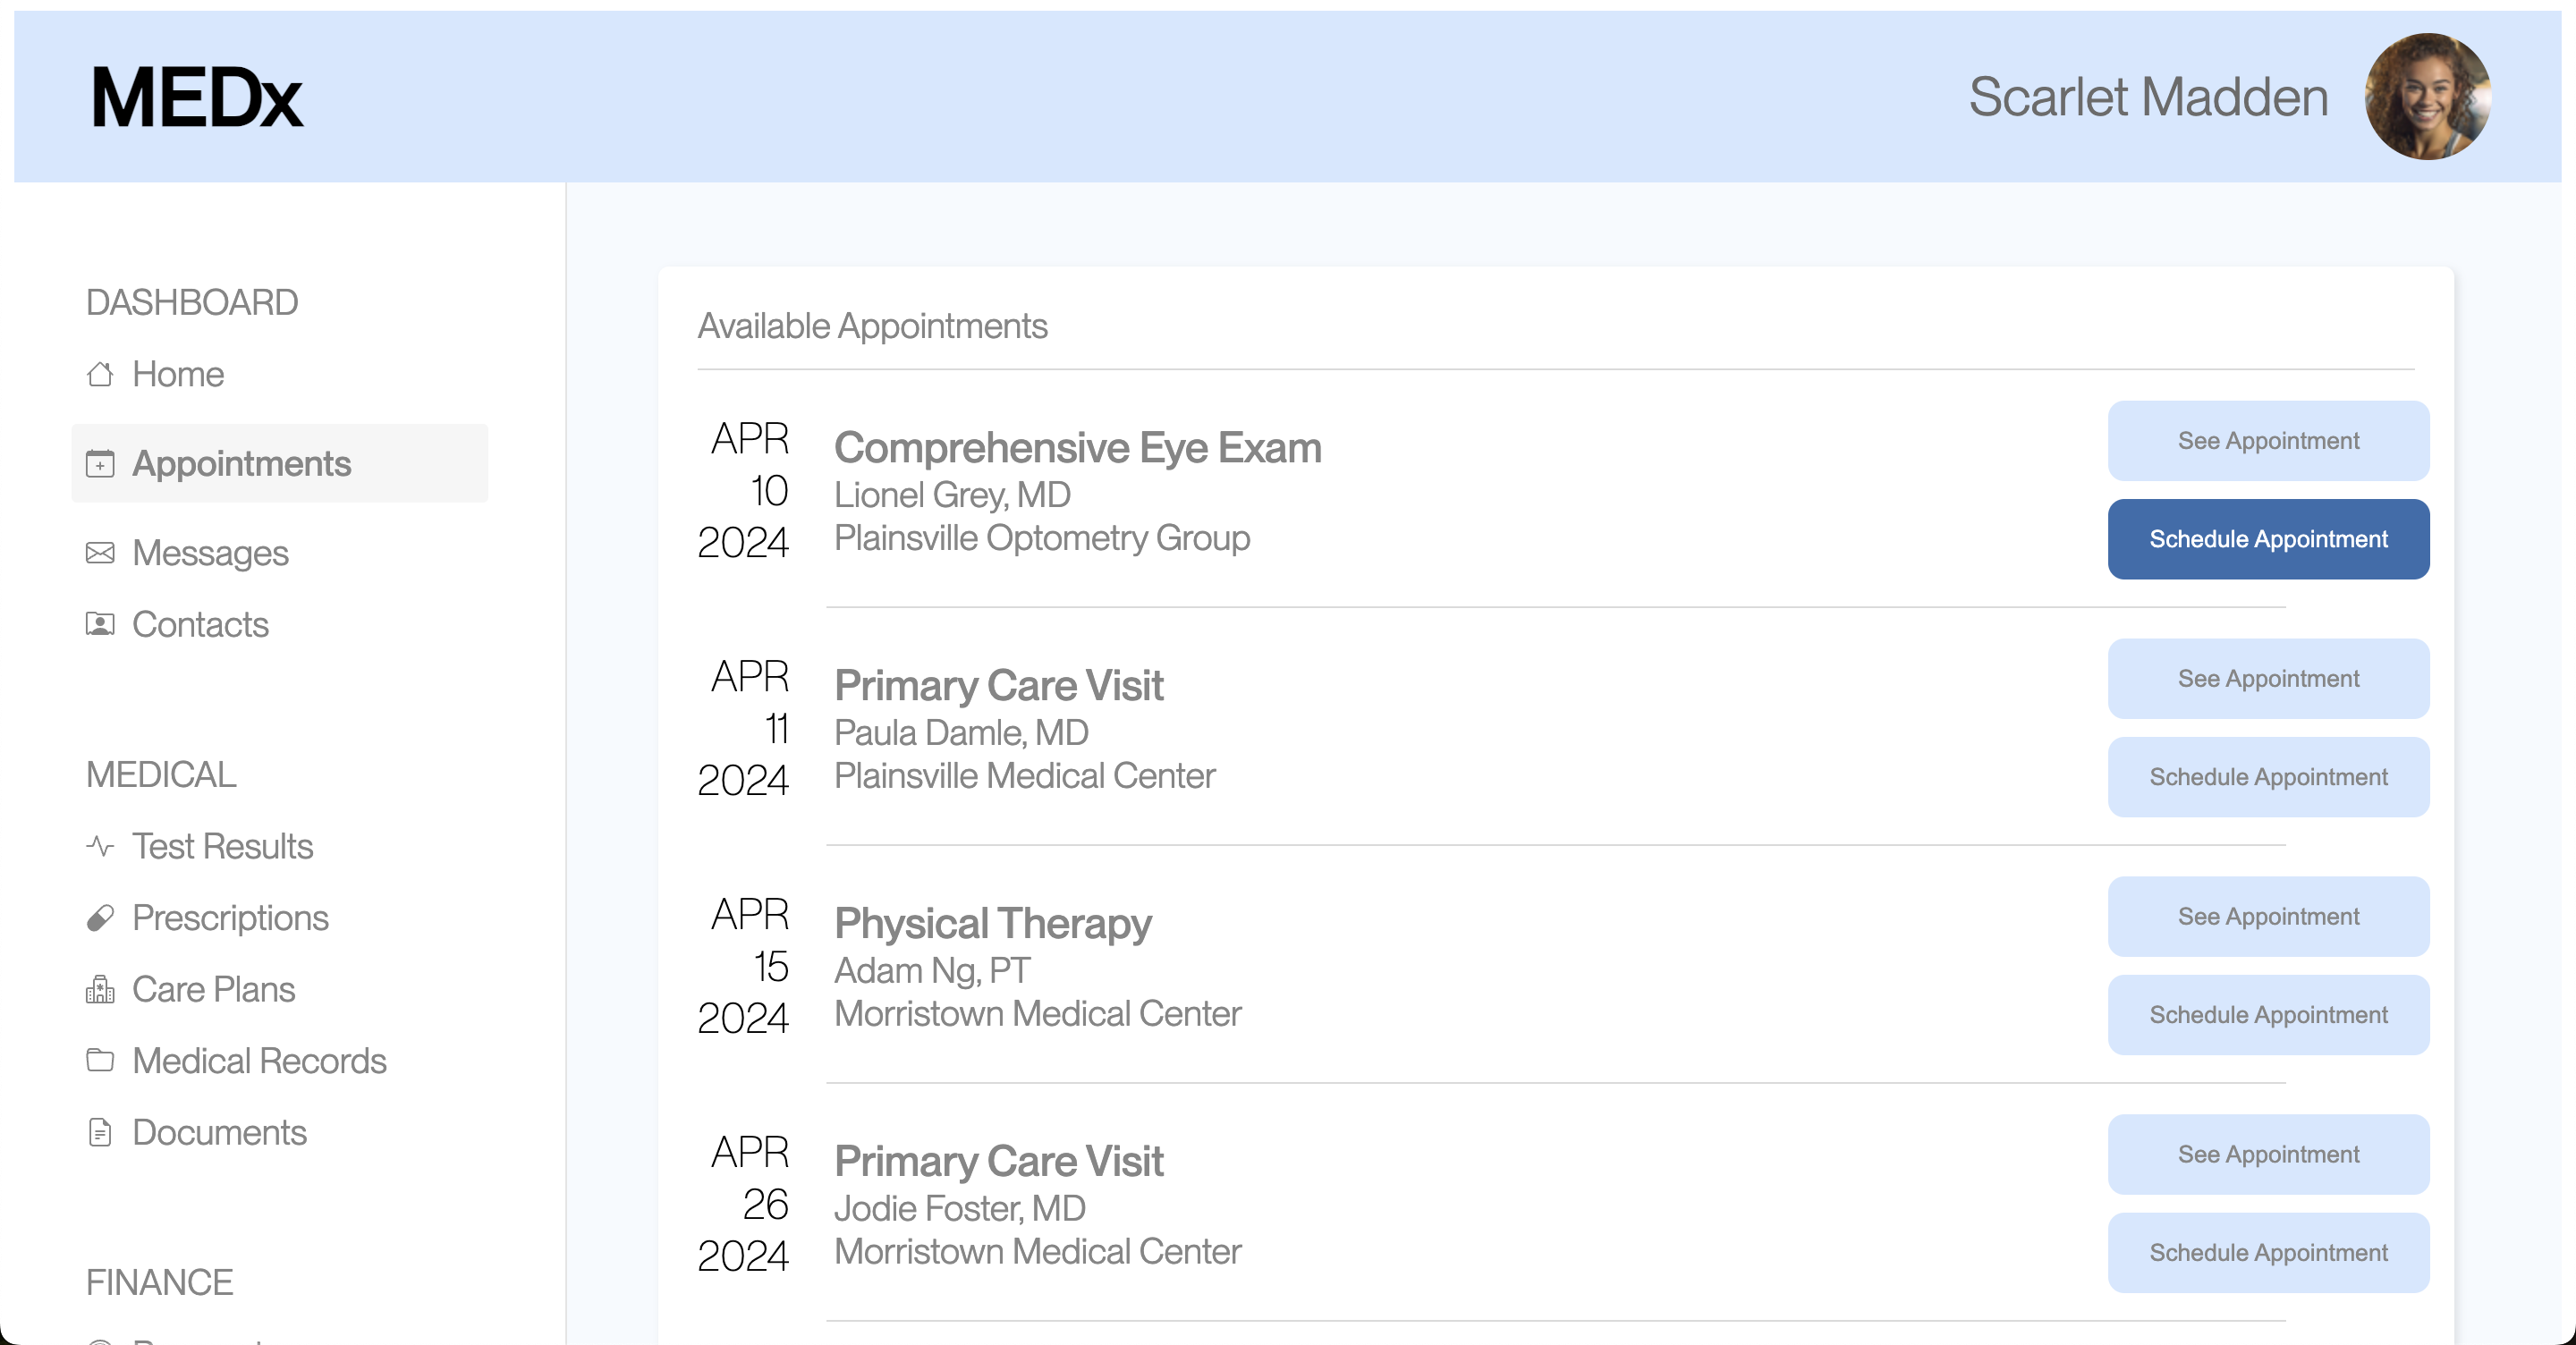 MEDx
Scarlet Madden
DASHBOARD
Home
Appointments
Messages
Contacts
MEDICAL
Test Results
Prescriptions
Care Plans
Medical Records
Documents
FINANCE
Available Appointments
APR
10
2024
Comprehensive Eye Exam
Lionel Grey, MD
Plainsville Optometry Group
See Appointment
Schedule Appointment
APR
11
2024
Primary Care Visit
Paula Damle, MD
Plainsville Medical Center
See Appointment
Schedule Appointment
APR
15
2024
Physical Therapy
Adam Ng, PT
Morristown Medical Center
See Appointment
Schedule Appointment
APR
26
2024
Primary Care Visit
Jodie Foster, MD
Morristown Medical Center
See Appointment
Schedule Appointment